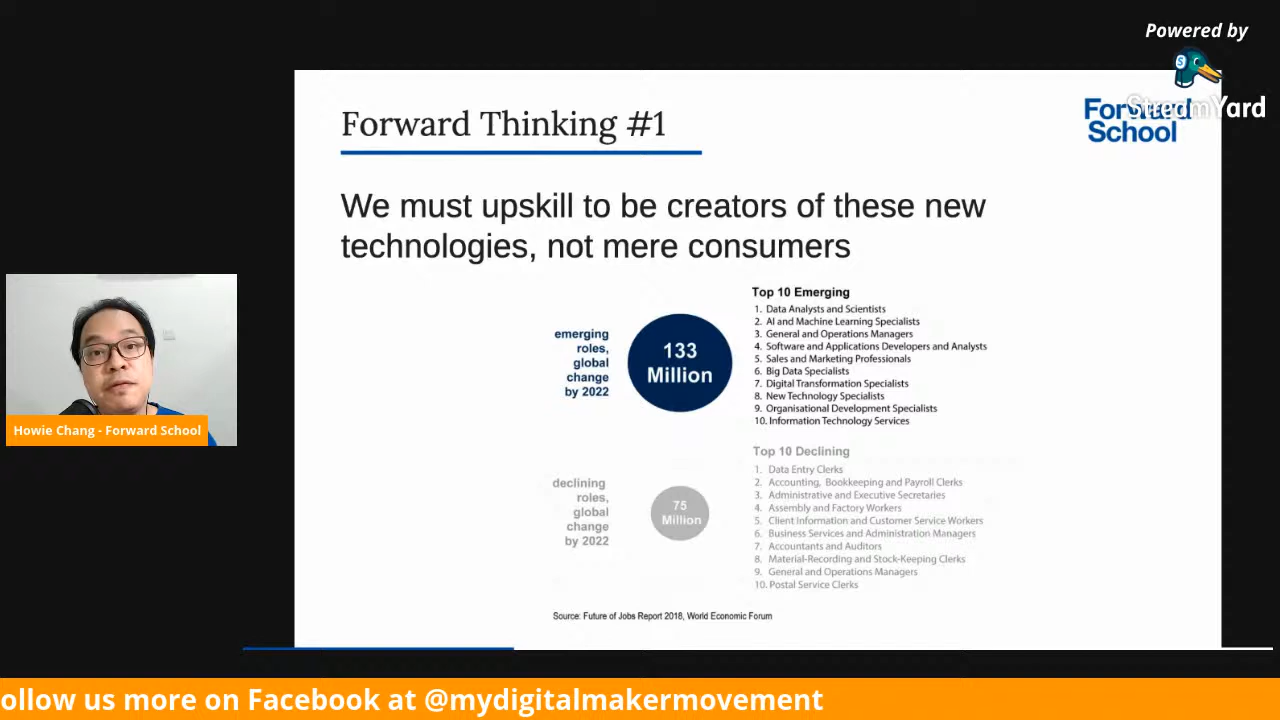 Powered by
StreamYard
Forward
School
Forward Thinking #1
We must upskill to be creators of these new
technologies, not mere consumers
emerging
roles,
global
change
by 2022
133
Million
Top 10 Emerging
1. Data Analysts and Scientists
2. AI and Machine Learning Specialists
3. General and Operations Managers
4. Software and Applications Developers and Analysts
5. Sales and Marketing Professionals
6. Big Data Specialists
7. Digital Transformation Specialists
8. New Technology Specialists
9. Organisational Development Specialists
10. Information Technology Services
declining
roles,
global
change
by 2022
75
Million
Top 10 Declining
1. Data Entry Clerks
2. Accounting, Bookkeeping and Payroll Clerks
3. Administrative and Executive Secretaries
4. Assembly and Factory Workers
5. Client Information and Customer Service Workers
6. Business Services and Administration Managers
7. Accountants and Auditors
8. Material-Recording and Stock-Keeping Clerks
9. General and Operations Managers
10. Postal Service Clerks
Source: Future of Jobs Report 2018, World Economic Forum
Howie Chang - Forward School
ollow us more on Facebook at @mydigitalmakermovement